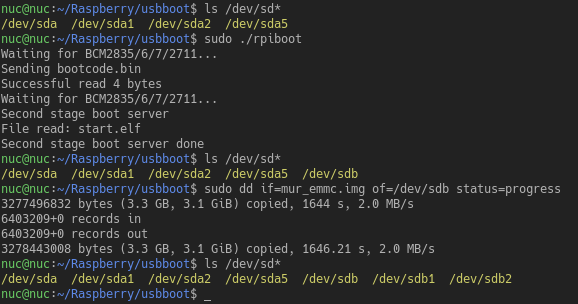 nuc@nuc:~/Raspberry/usbboot$ ls /dev/sd*
/dev/sda  /dev/sda1  /dev/sda2  /dev/sda5
nuc@nuc:~/Raspberry/usbboot$ sudo ./rpiboot
Waiting for BCM2835/6/7/2711...
Sending bootcode.bin
Successful read 4 bytes
Waiting for BCM2835/6/7/2711...
Second stage boot server
File read: start.elf
Second stage boot server done
nuc@nuc:~/Raspberry/usbboot$ ls /dev/sd*
/dev/sda  /dev/sda1  /dev/sda2  /dev/sda5  /dev/sdb
nuc@nuc:~/Raspberry/usbboot$ sudo dd if=mur_emmc.img of=/dev/sdb status=progress
3277496832 bytes (3.3 GB, 3.1 GiB) copied, 1644 s, 2.0 MB/s
6403209+0 records in
6403209+0 records out
3278443008 bytes (3.3 GB, 3.1 GiB) copied, 1646.21 s, 2.0 MB/s
nuc@nuc:~/Raspberry/usbboot$ ls /dev/sd*
/dev/sda  /dev/sda1  /dev/sda2  /dev/sda5  /dev/sdb  /dev/sdb1  /dev/sdb2
nuc@nuc:~/Raspberry/usbboot$ _